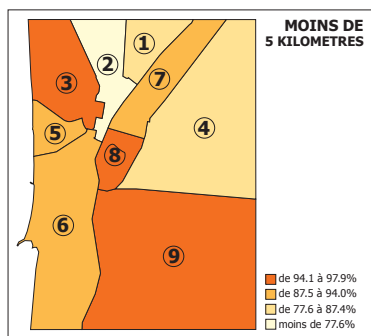 MOINS DE
5 KILOMETRES
1
2
7
3
4
5
8
6
9
de 94.1 à 97.9%
de 87.5 à 94.0%
de 77.6 à 87.4%
moins de 77.6%